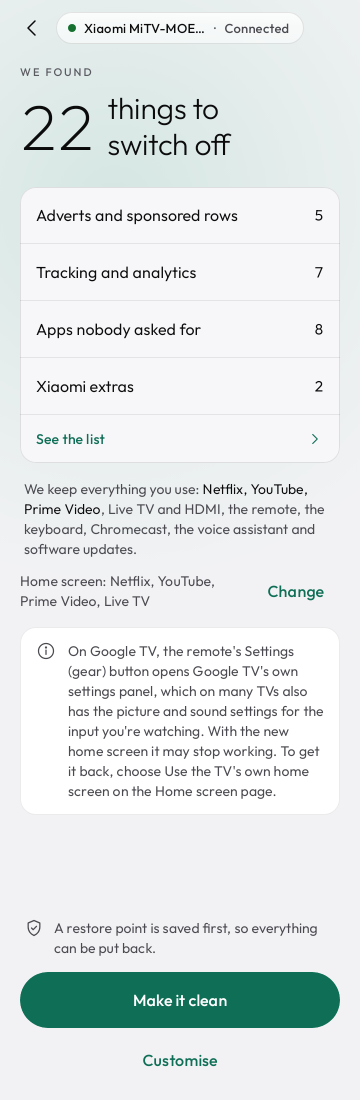 Xiaomi MiTV-MOE... · Connected
WE FOUND
22 things to
switch off
Adverts and sponsored rows 5
Tracking and analytics 7
Apps nobody asked for 8
Xiaomi extras 2
See the list
We keep everything you use: Netflix, YouTube,
Prime Video, Live TV and HDMI, the remote, the
keyboard, Chromecast, the voice assistant and
software updates.
Home screen: Netflix, YouTube,
Prime Video, Live TV
Change
On Google TV, the remote's Settings
(gear) button opens Google TV's own
settings panel, which on many TVs also
has the picture and sound settings for the
input you're watching. With the new
home screen it may stop working. To get
it back, choose Use the TV's own home
screen on the Home screen page.
A restore point is saved first, so everything
can be put back.
Make it clean
Customise